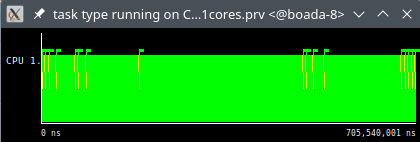 task type running on C...1cores.prv <@boada-8>
CPU 1.
0 ns
705,540,001 ns